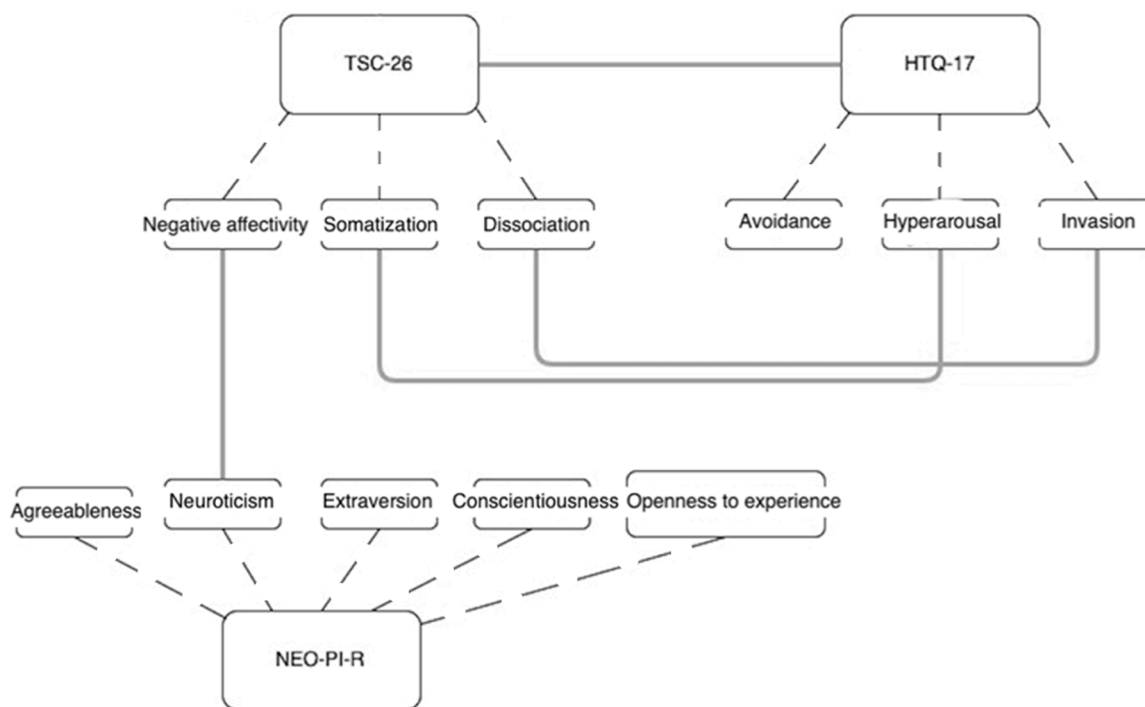 TSC-26
HTQ-17
Negative affectivity
Somatization
Dissociation
Avoidance
Hyperarousal
Invasion
Agreeableness
Neuroticism
Extraversion
Conscientiousness
Openness to experience
NEO-PI-R